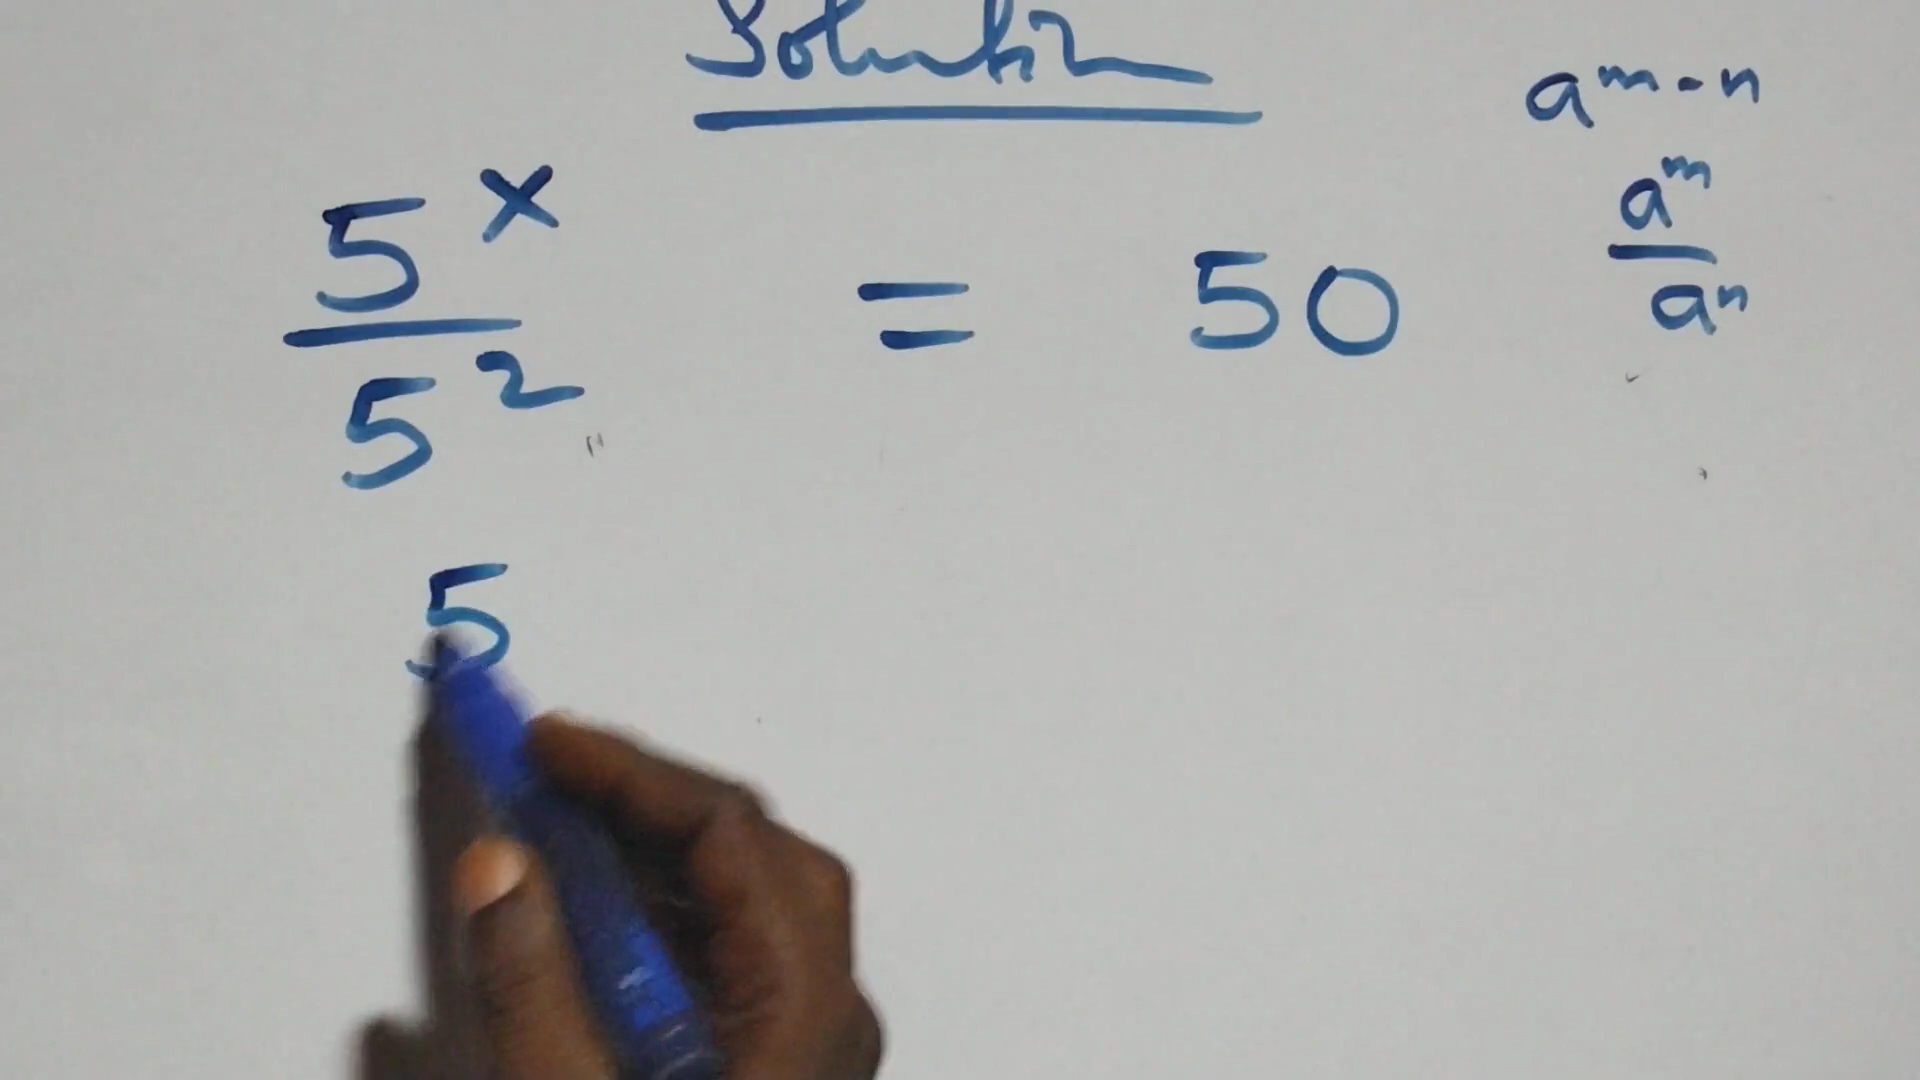 Solution
a^m-n
5^x / 5^2 = 50
a^m / a^n
5